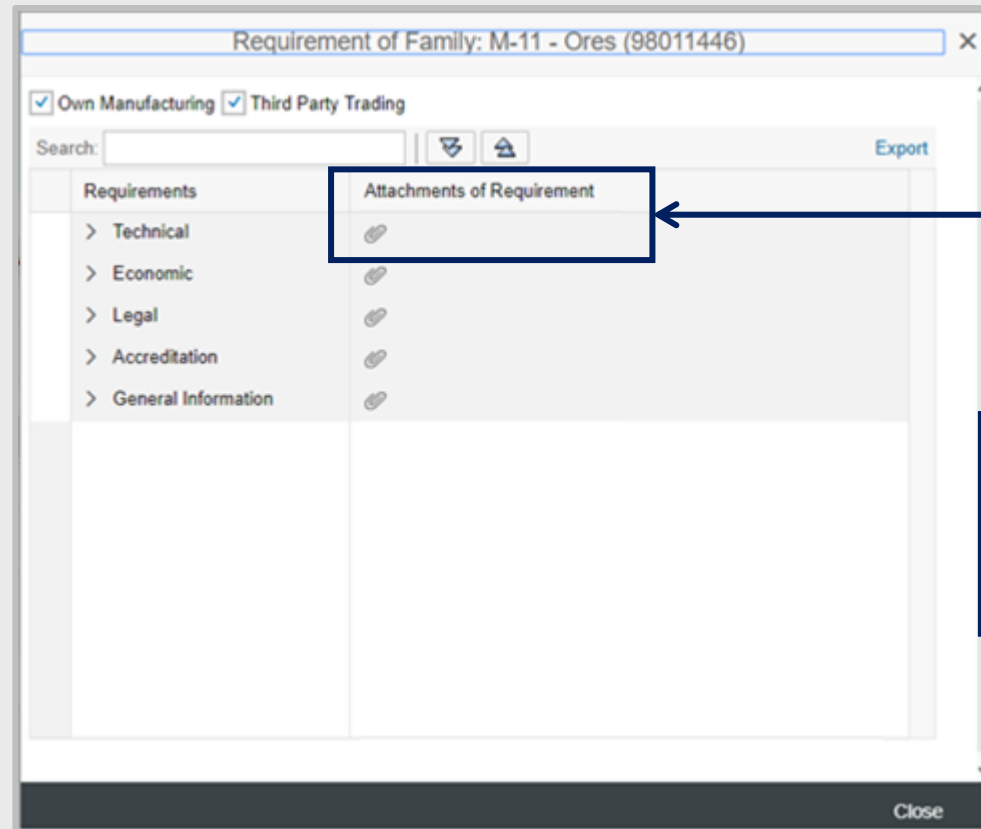 Requirement of Family: M-11 - Ores (98011446)
Own Manufacturing Third Party Trading
Search: Export
Requirements Attachments of Requirement
Technical
Economic
Legal
Accreditation
General Information
Close